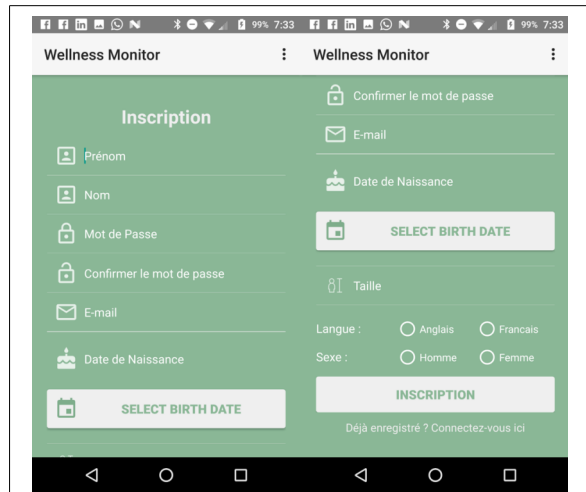 99% 7:33
Wellness Monitor
Inscription
Prénom
Nom
Mot de Passe
Confirmer le mot de passe
E-mail
Date de Naissance
SELECT BIRTH DATE
99% 7:33
Wellness Monitor
Confirmer le mot de passe
E-mail
Date de Naissance
SELECT BIRTH DATE
Taille
Langue : Anglais Francais
Sexe : Homme Femme
INSCRIPTION
Déjà enregistré ? Connectez-vous ici